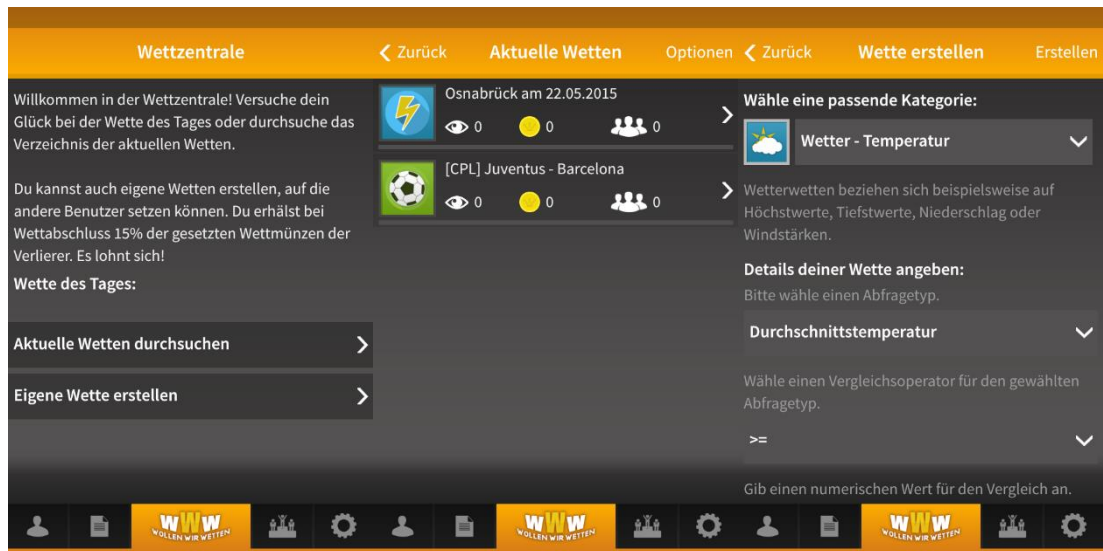 Wettzentrale
Willkommen in der Wettzentrale! Versuche dein
Glück bei der Wette des Tages oder durchsuche das
Verzeichnis der aktuellen Wetten.
Du kannst auch eigene Wetten erstellen, auf die
andere Benutzer setzen können. Du erhälst bei
Wettabschluss 15% der gesetzten Wettmünzen der
Verlierer. Es lohnt sich!
Wette des Tages:
Aktuelle Wetten durchsuchen
Eigene Wette erstellen
WWW
WOLLEN WIR WETTEN
Zurück Aktuelle Wetten Optionen
Osnabrück am 22.05.2015
0 0 0
[CPL] Juventus - Barcelona
0 0 0
WWW
WOLLEN WIR WETTEN
Zurück Wette erstellen Erstellen
Wähle eine passende Kategorie:
Wetter - Temperatur
Wetterwetten beziehen sich beispielsweise auf
Höchstwerte, Tiefstwerte, Niederschlag oder
Windstärken.
Details deiner Wette angeben:
Bitte wähle einen Abfragetyp.
Durchschnittstemperatur
Wähle einen Vergleichsoperator für den gewählten
Abfragetyp.
>=
Gib einen numerischen Wert für den Vergleich an.
WWW
WOLLEN WIR WETTEN